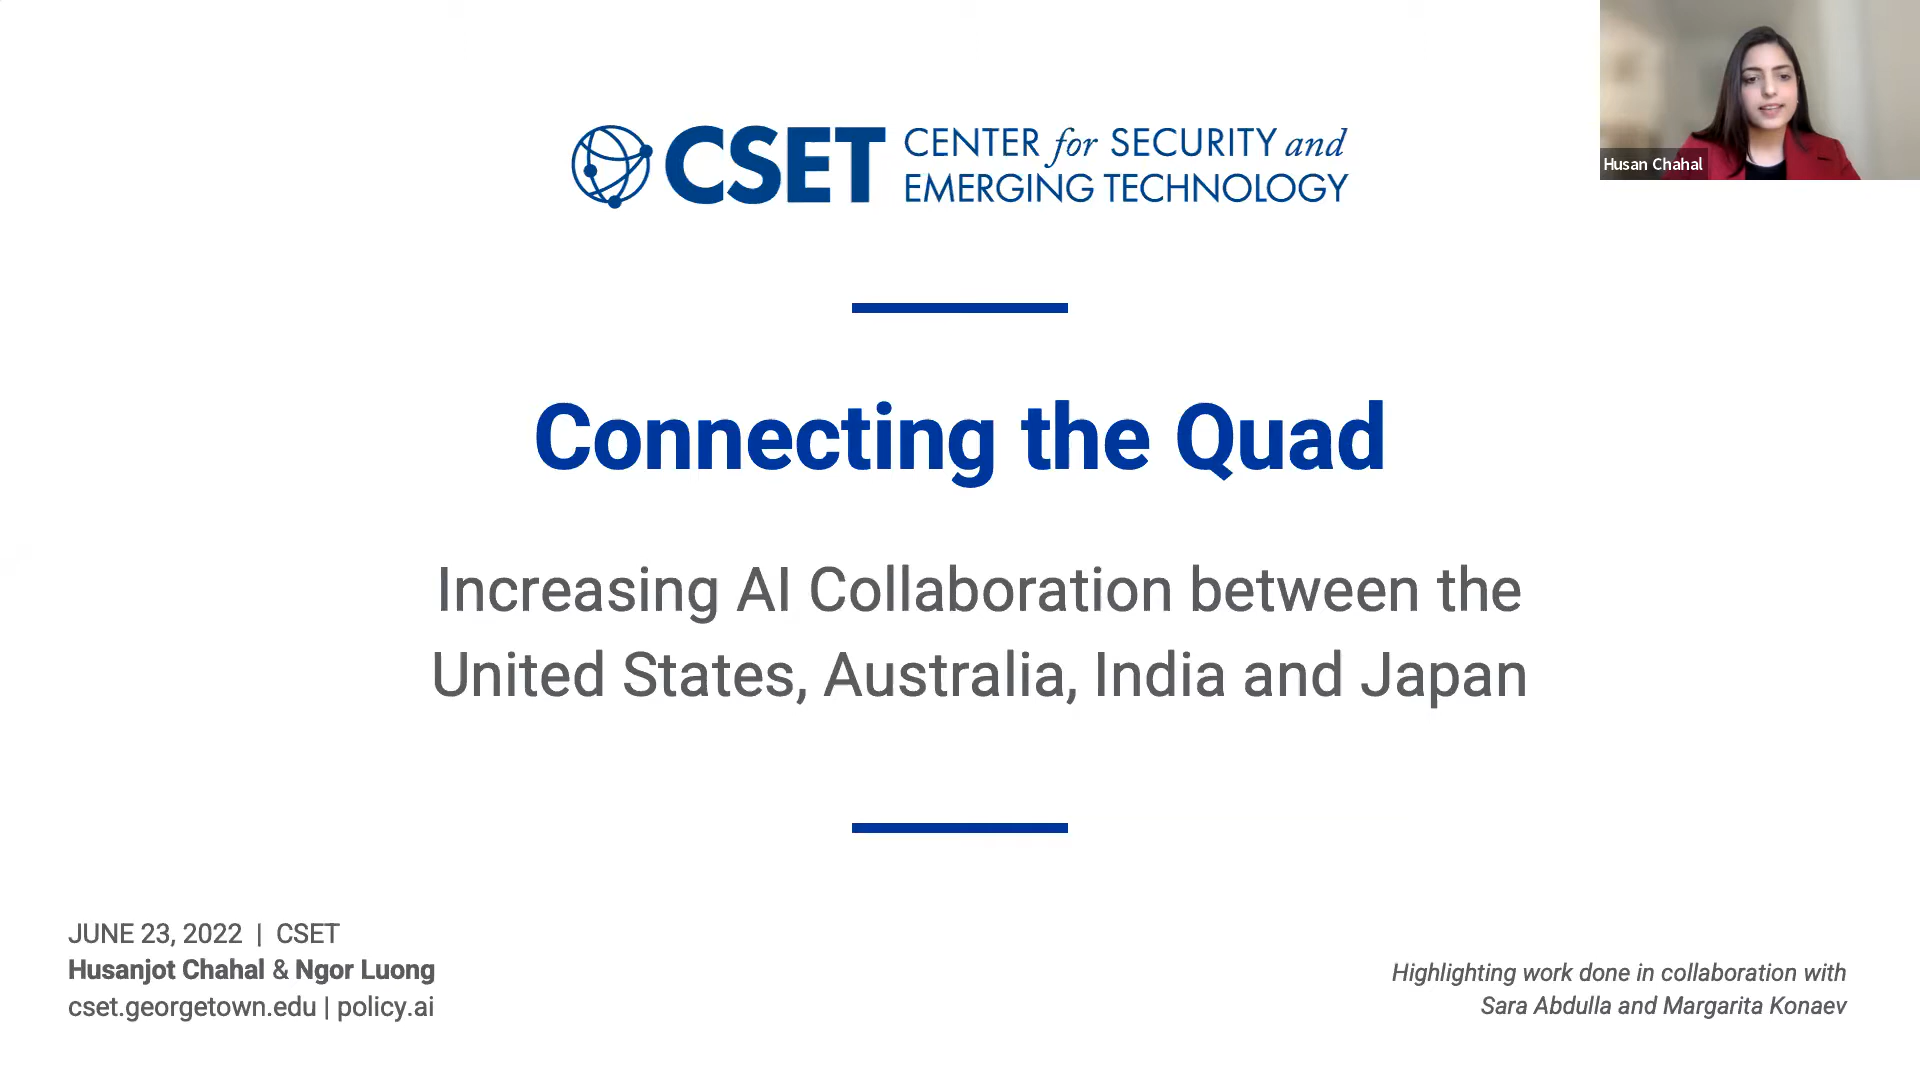 CSET CENTER for SECURITY and
EMERGING TECHNOLOGY
Husan Chahal
Connecting the Quad
Increasing AI Collaboration between the
United States, Australia, India and Japan
JUNE 23, 2022 | CSET
Husanjot Chahal & Ngor Luong
cset.georgetown.edu | policy.ai
Highlighting work done in collaboration with
Sara Abdulla and Margarita Konaev